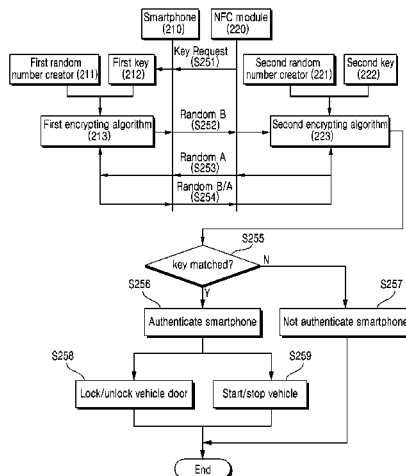 Smartphone
(210)
NFC module
(220)
Key Request
(S251)
First random
number creator (211)
First key
(212)
Second random
number creator (221)
Second key
(222)
First encrypting algorithm
(213)
Random B
(S252)
Second encrypting algorithm
(223)
Random A
(S253)
Random B/A
(S254)
S255
key matched?
N
Y
S256
S257
Authenticate smartphone
Not authenticate smartphone
S258
S259
Lock/unlock vehicle door
Start/stop vehicle
End